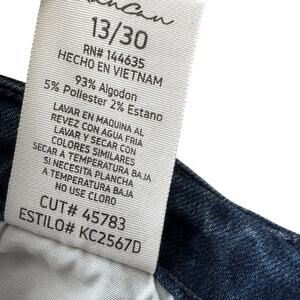 KanCan
13/30
RN# 144635
HECHO EN VIETNAM
93% Algodon
5% Poliester 2% Estano
LAVAR EN MAQUINA AL
REVEZ CON AGUA FRIA
LAVAR Y SECAR CON
COLORES SIMILARES
SECAR A TEMPERATURA BAJA
SI NECESITA PLANCHA
A TEMPERATURA BAJA
NO USE CLORO
CUT# 45783
ESTILO# KC2567D